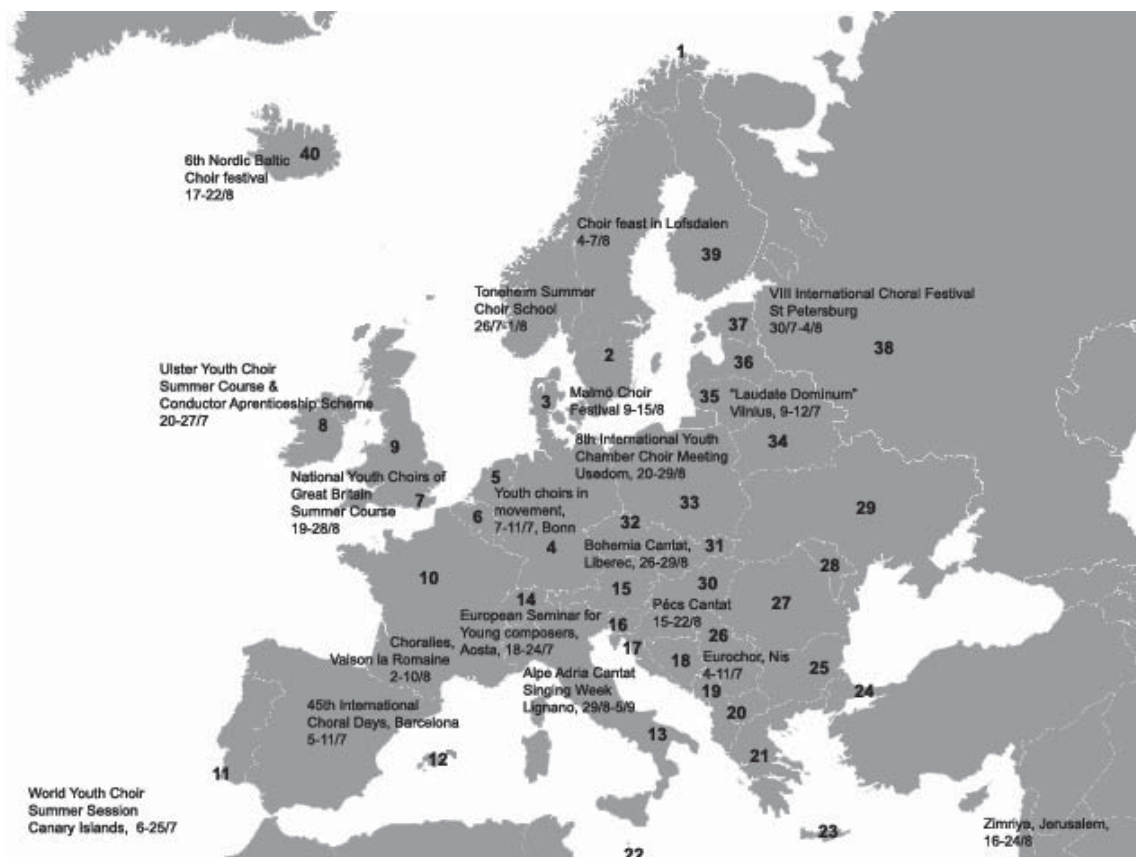 1
40
6th Nordic Baltic
Choir festival
17-22/8
Choir feast in Lofsdalen
4-7/8
39
Toneheim Summer
Choir School
26/7-1/8
VIII International Choral Festival
St Petersburg
30/7-4/8
37
38
2
36
Ulster Youth Choir
Summer Course &
Conductor Aprenticeship Scheme
20-27/7
8
3
Malmö Choir
Festival 9-15/8
35
"Laudate Dominum"
Vilnius, 9-12/7
34
9
8th International Youth
Chamber Choir Meeting
Usedom, 20-29/8
National Youth Choirs of
Great Britain
Summer Course
19-28/8
7
5
Youth choirs in
movement,
7-11/7, Bonn
6
33
29
32
4
Bohemia Cantat,
Liberec, 26-29/8
31
28
10
15
30
27
14
European Seminar for
Young composers,
Aosta, 18-24/7
Pécs Cantat
15-22/8
16
26
Choralles,
Vaison la Romaine
2-10/8
17
18
Eurochor, Nis
4-11/7
25
Alpe Adria Cantat
Singing Week
Lignano, 29/8-5/9
19
24
45th International
Choral Days, Barcelona
5-11/7
20
13
21
12
11
World Youth Choir
Summer Session
Canary Islands, 6-25/7
23
Zimriya, Jerusalem,
16-24/8
22